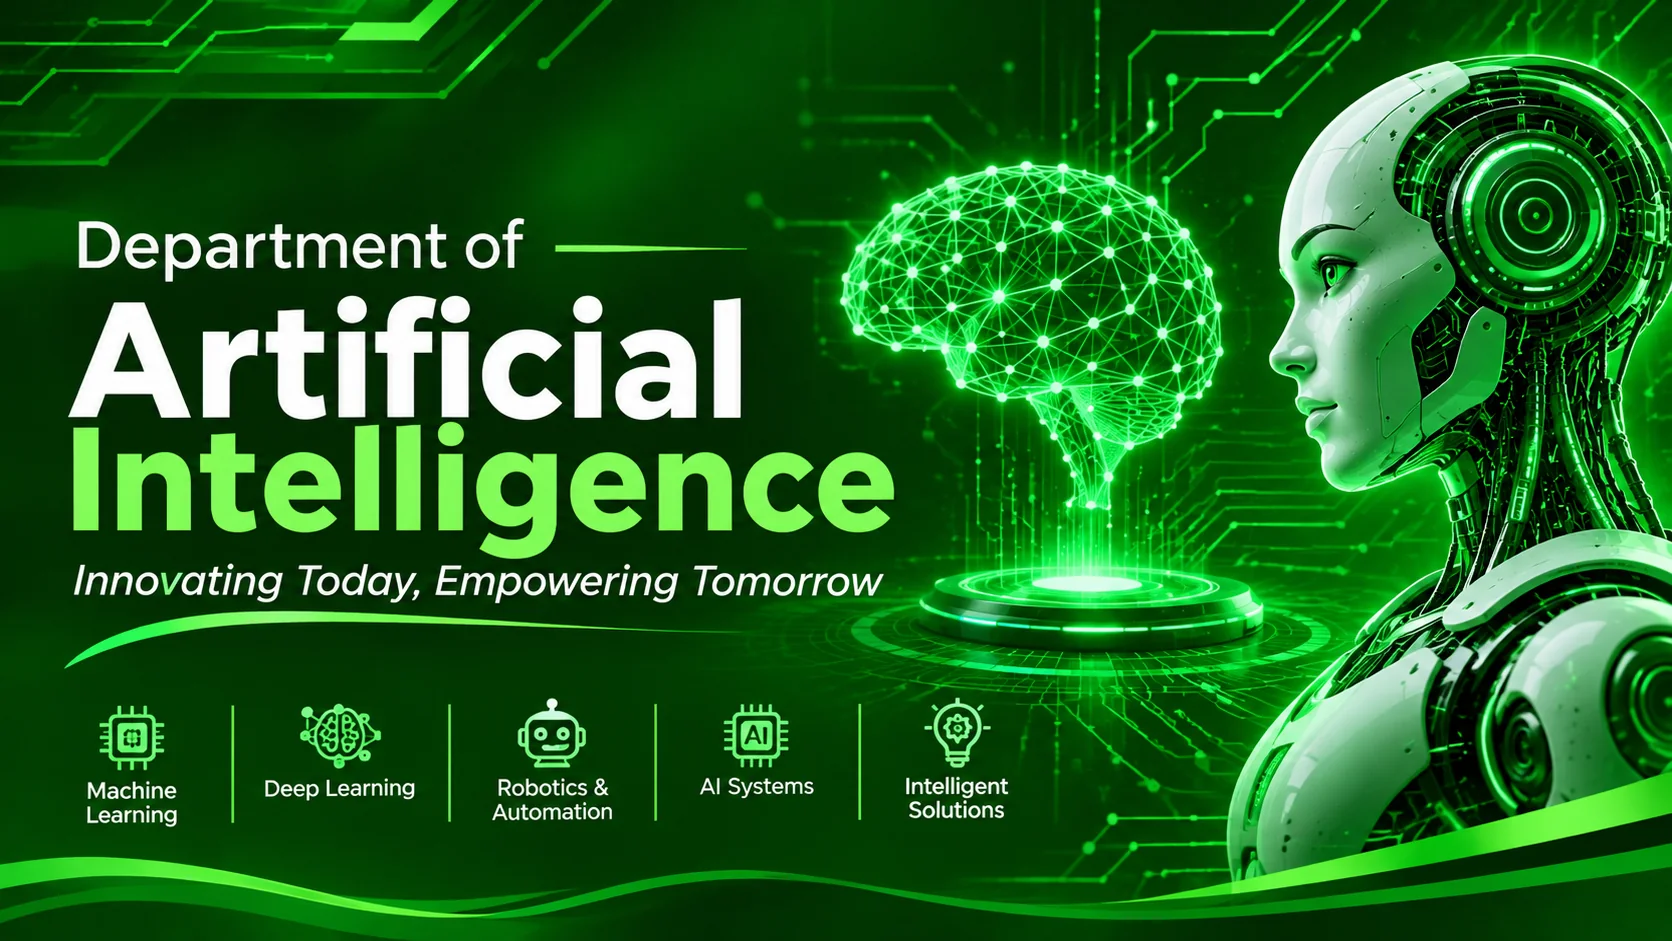 Department of
Artificial
Intelligence
Innovating Today, Empowering Tomorrow
Machine
Learning
Deep Learning
Robotics &
Automation
AI
AI Systems
Intelligent
Solutions